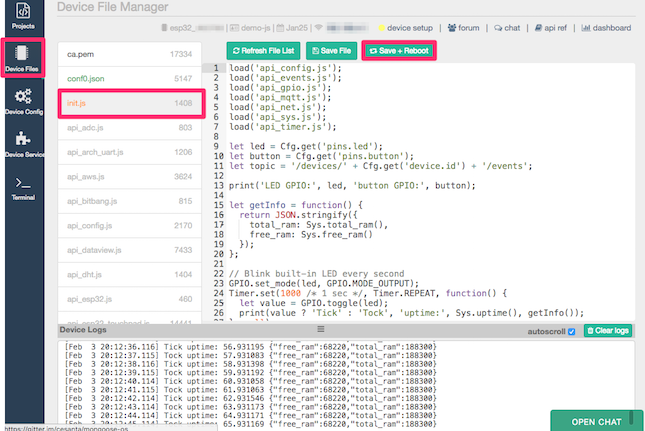 Device File Manager
esp32_ demo-js Jan25 device setup forum chat api ref dashboard
Projects
Device Files
Device Config
Device Service
Terminal
ca.pem 17334
conf0.json 5147
init.js 1408
api_adc.js 803
api_arch_uart.js 1206
api_aws.js 3624
api_bitbang.js 815
api_config.js 2170
api_dataview.js 7433
api_dht.js 1404
api_esp32.js 460
Refresh File List Save File Save + Reboot
1 load('api_config.js');
2 load('api_events.js');
3 load('api_gpio.js');
4 load('api_mqtt.js');
5 load('api_net.js');
6 load('api_sys.js');
7 load('api_timer.js');
8
9 let led = Cfg.get('pins.led');
10 let button = Cfg.get('pins.button');
11 let topic = '/devices/' + Cfg.get('device.id') + '/events';
12
13 print('LED GPIO:', led, 'button GPIO:', button);
14
15 let getInfo = function() {
16 return JSON.stringify({
17 total_ram: Sys.total_ram(),
18 free_ram: Sys.free_ram()
19 });
20 };
21
22 // Blink built-in LED every second
23 GPIO.set_mode(led, GPIO.MODE_OUTPUT);
24 Timer.set(1000 /* 1 sec */, Timer.REPEAT, function() {
25 let value = GPIO.toggle(led);
26 print(value ? 'Tick' : 'Tock', 'uptime:', Sys.uptime(), getInfo());
Device Logs autoscroll Clear logs
[Feb 3 20:12:36.116] Tick uptime: 56.931195 {"free_ram":68220,"total_ram":188300}
[Feb 3 20:12:37.115] Tick uptime: 57.931083 {"free_ram":68220,"total_ram":188300}
[Feb 3 20:12:38.115] Tick uptime: 58.931966 {"free_ram":68220,"total_ram":188300}
[Feb 3 20:12:39.114] Tick uptime: 59.931192 {"free_ram":68220,"total_ram":188300}
[Feb 3 20:12:40.114] Tick uptime: 60.931058 {"free_ram":68220,"total_ram":188300}
[Feb 3 20:12:41.115] Tick uptime: 61.931063 {"free_ram":68220,"total_ram":188300}
[Feb 3 20:12:42.114] Tick uptime: 62.931546 {"free_ram":68220,"total_ram":188300}
[Feb 3 20:12:43.114] Tick uptime: 63.931173 {"free_ram":68220,"total_ram":188300}
[Feb 3 20:12:44.114] Tick uptime: 64.931171 {"free_ram":68220,"total_ram":188300}
[Feb 3 20:12:45.114] Tick uptime: 65.931169 {"free_ram":68220,"total_ram":188300}
https://gitter.im/cesanta/mongoose-os
OPEN CHAT